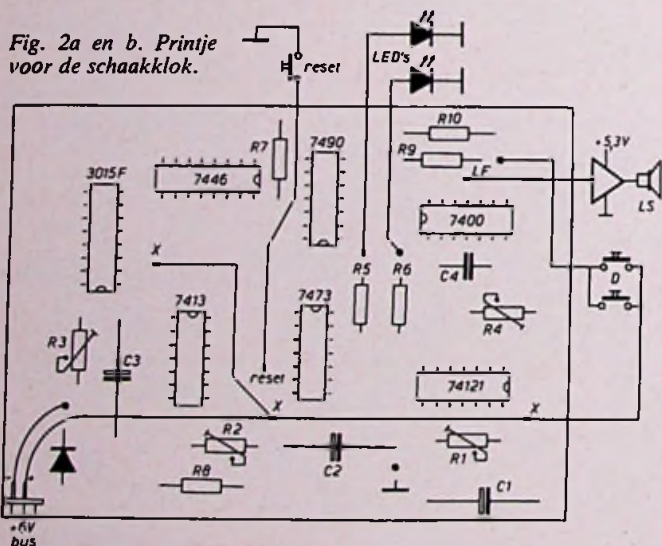 Fig. 2a en b. Printje
voor de schaakklok.
reset
LED's
R10
+5,3V
R7
7490
R9
3015F
7446
LF
7400
LS
X
R5
R6
C4
D
7413
7473
R4
R3
C3
reset
74121
X
X
R2
R1
R8
C2
C1
+6V
bus